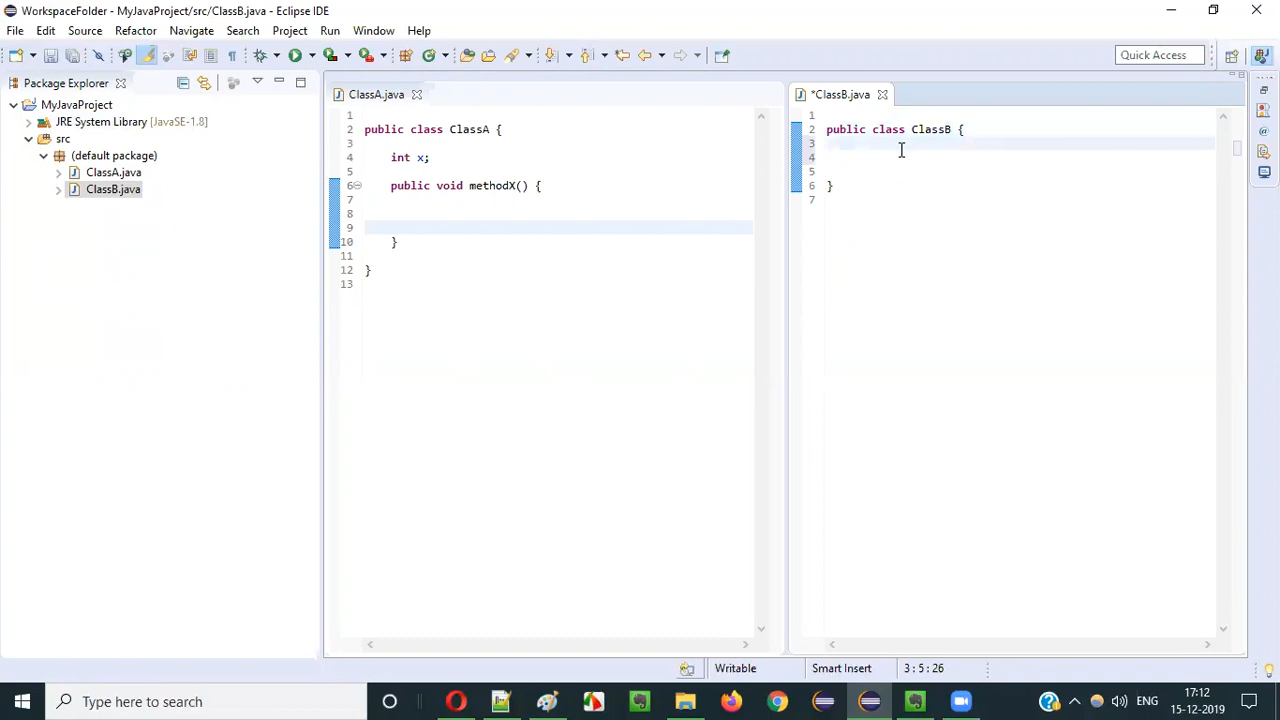 WorkspaceFolder - MyJavaProject/src/ClassB.java - Eclipse IDE
File Edit Source Refactor Navigate Search Project Run Window Help
Quick Access
Package Explorer
MyJavaProject
JRE System Library [JavaSE-1.8]
src
(default package)
ClassA.java
ClassB.java
ClassA.java
1
2 public class ClassA {
3
4 int x;
5
6 public void methodX() {
7
8
9
10 }
11
12 }
13
*ClassB.java
1
2 public class ClassB {
3
4
5
6 }
7
Writable Smart Insert 3 : 5 : 26
Type here to search
ENG
17:12
15-12-2019